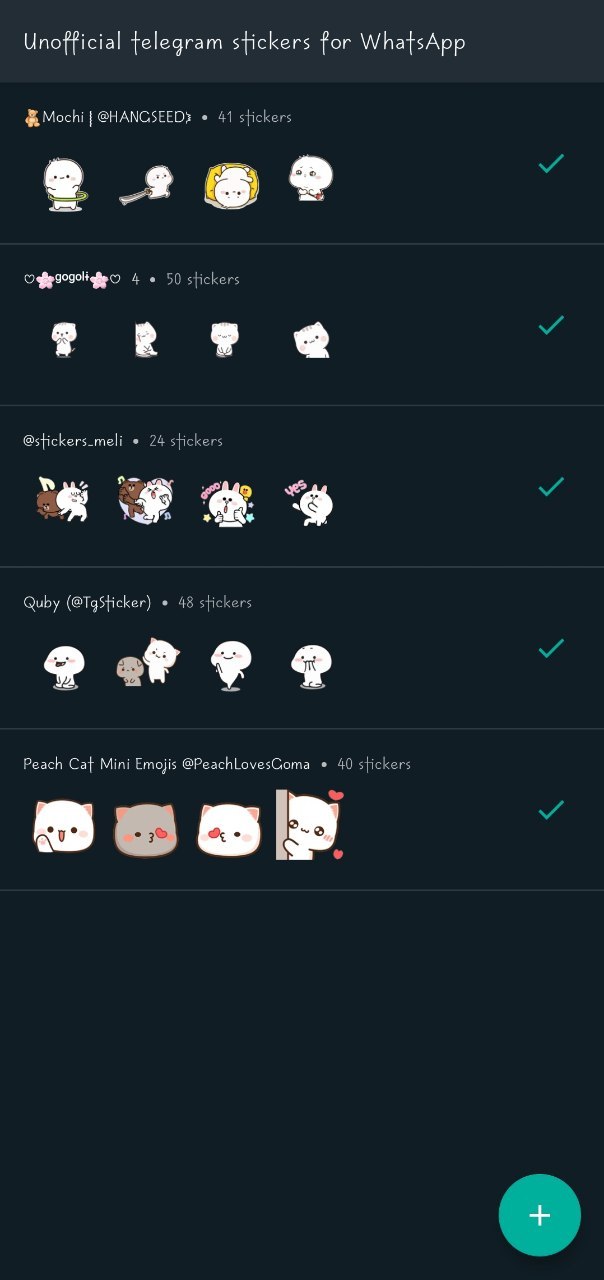 Unofficial telegram stickers for WhatsApp
🧸Mochi | @HANGSEED • 41 stickers
♡🌸gogoli🌸♡ 4 • 50 stickers
@stickers_meli • 24 stickers
GOOD
YES
Quby (@TgSticker) • 48 stickers
Peach Cat Mini Emojis @PeachLovesGoma • 40 stickers